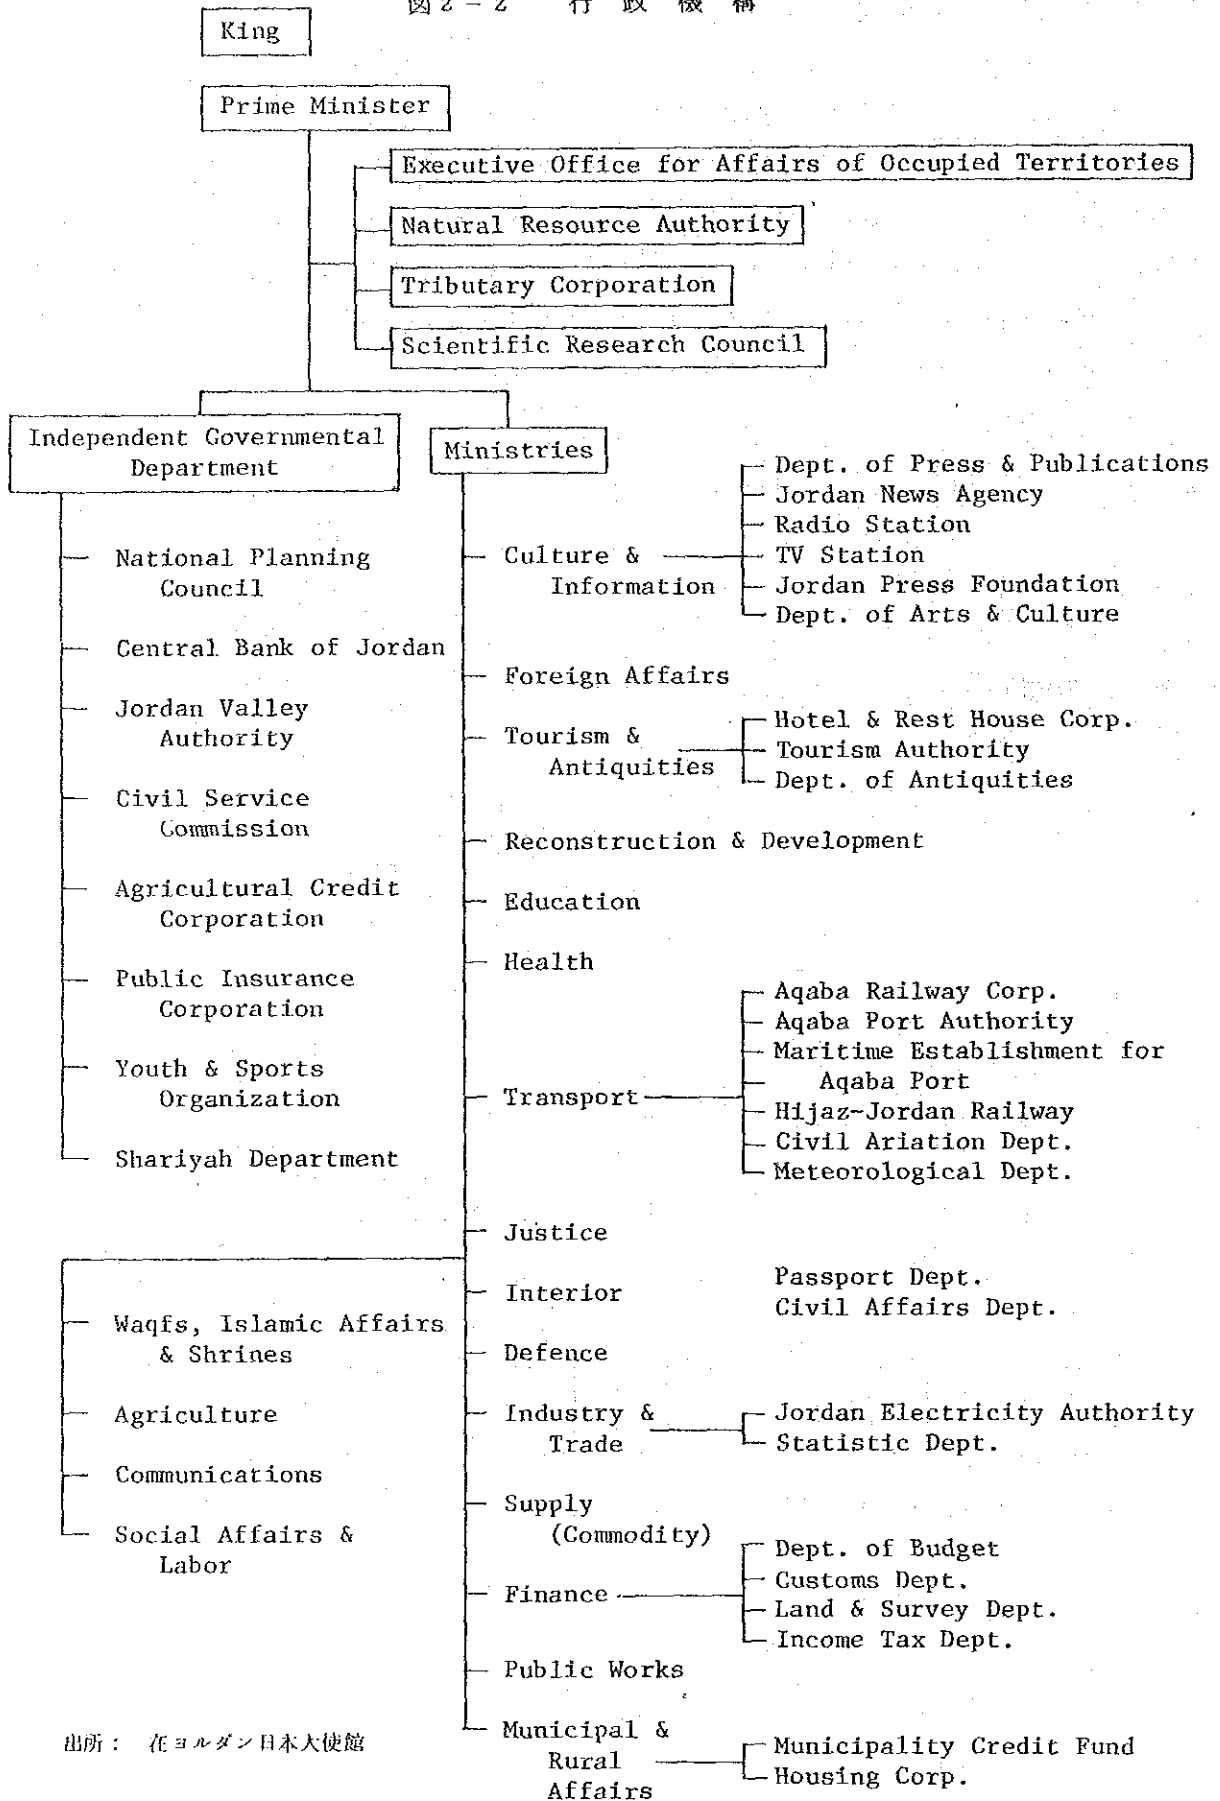 図2-2 行政機構
King
Prime Minister
Executive Office for Affairs of Occupied Territories
Natural Resource Authority
Tributary Corporation
Scientific Research Council
Independent Governmental
Department
National Planning
Council
Central Bank of Jordan
Jordan Valley
Authority
Civil Service
Commission
Agricultural Credit
Corporation
Public Insurance
Corporation
Youth & Sports
Organization
Shariyah Department
Ministries
Culture &
Information
Dept. of Press & Publications
Jordan News Agency
Radio Station
TV Station
Jordan Press Foundation
Dept. of Arts & Culture
Foreign Affairs
Tourism &
Antiquities
Hotel & Rest House Corp.
Tourism Authority
Dept. of Antiquities
Reconstruction & Development
Education
Health
Transport
Aqaba Railway Corp.
Aqaba Port Authority
Maritime Establishment for
Aqaba Port
Hijaz-Jordan Railway
Civil Ariation Dept.
Meteorological Dept.
Justice
Interior
Passport Dept.
Civil Affairs Dept.
Defence
Industry &
Trade
Jordan Electricity Authority
Statistic Dept.
Supply
(Commodity)
Finance
Dept. of Budget
Customs Dept.
Land & Survey Dept.
Income Tax Dept.
Public Works
Municipal &
Rural
Affairs
Municipality Credit Fund
Housing Corp.
Waqfs, Islamic Affairs
& Shrines
Agriculture
Communications
Social Affairs &
Labor
出所： 在ヨルダン日本大使館